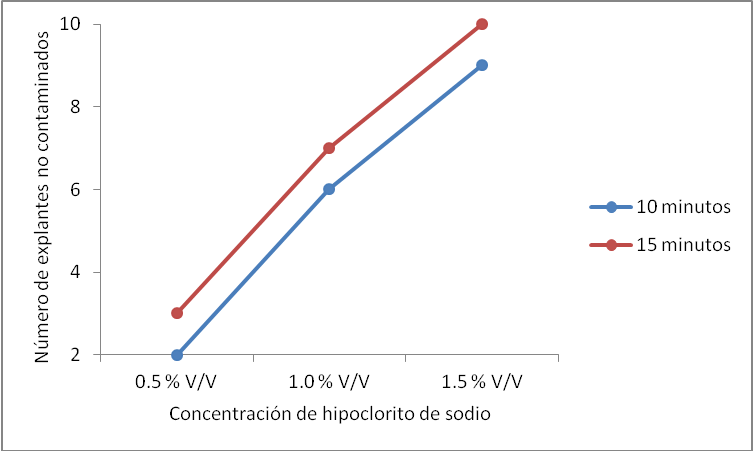 Número de explantes no contaminados
10
8
6
4
2
0.5 % V/V
1.0 % V/V
1.5 % V/V
Concentración de hipoclorito de sodio
10 minutos
15 minutos